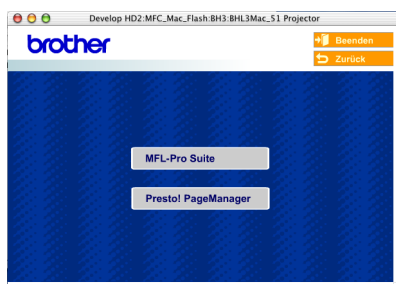 Develop HD2:MFC_Mac_Flash:BH3:BHL3Mac_51 Projector
brother
Beenden
Zurück
MFL-Pro Suite
Presto! PageManager